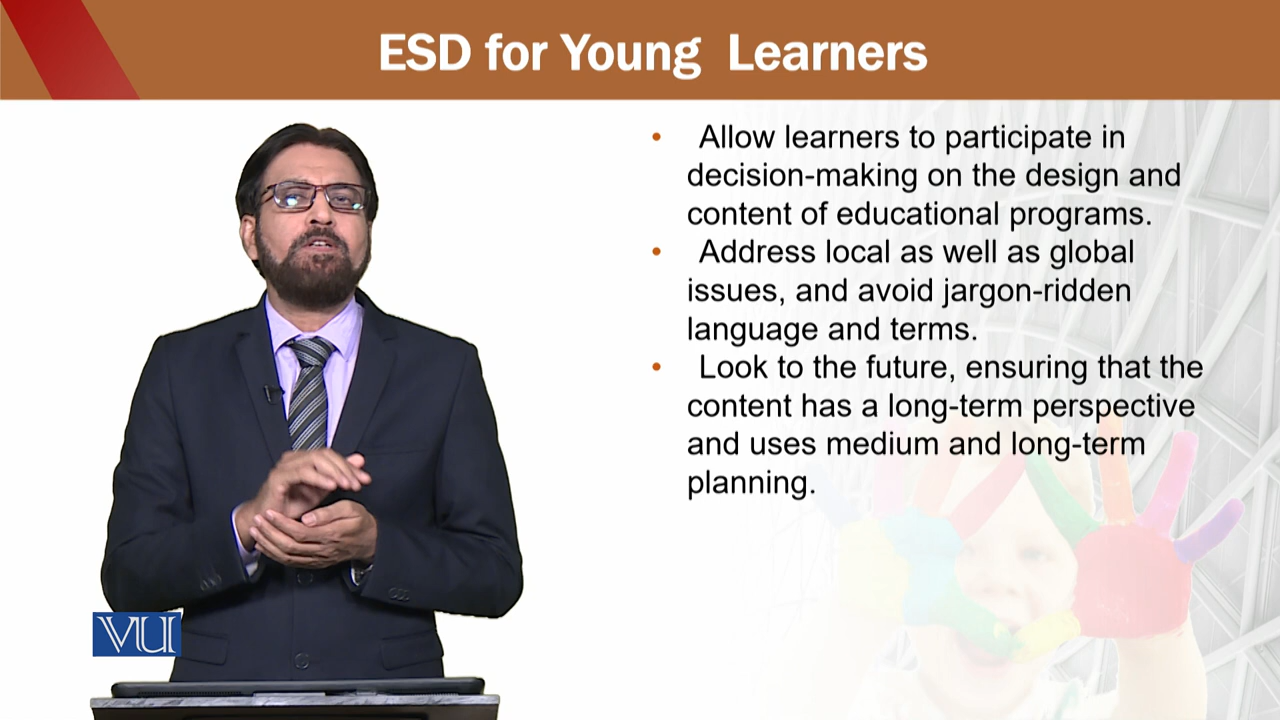 ESD for Young Learners
• Allow learners to participate in
decision-making on the design and
content of educational programs.
• Address local as well as global
issues, and avoid jargon-ridden
language and terms.
• Look to the future, ensuring that the
content has a long-term perspective
and uses medium and long-term
planning.
VU